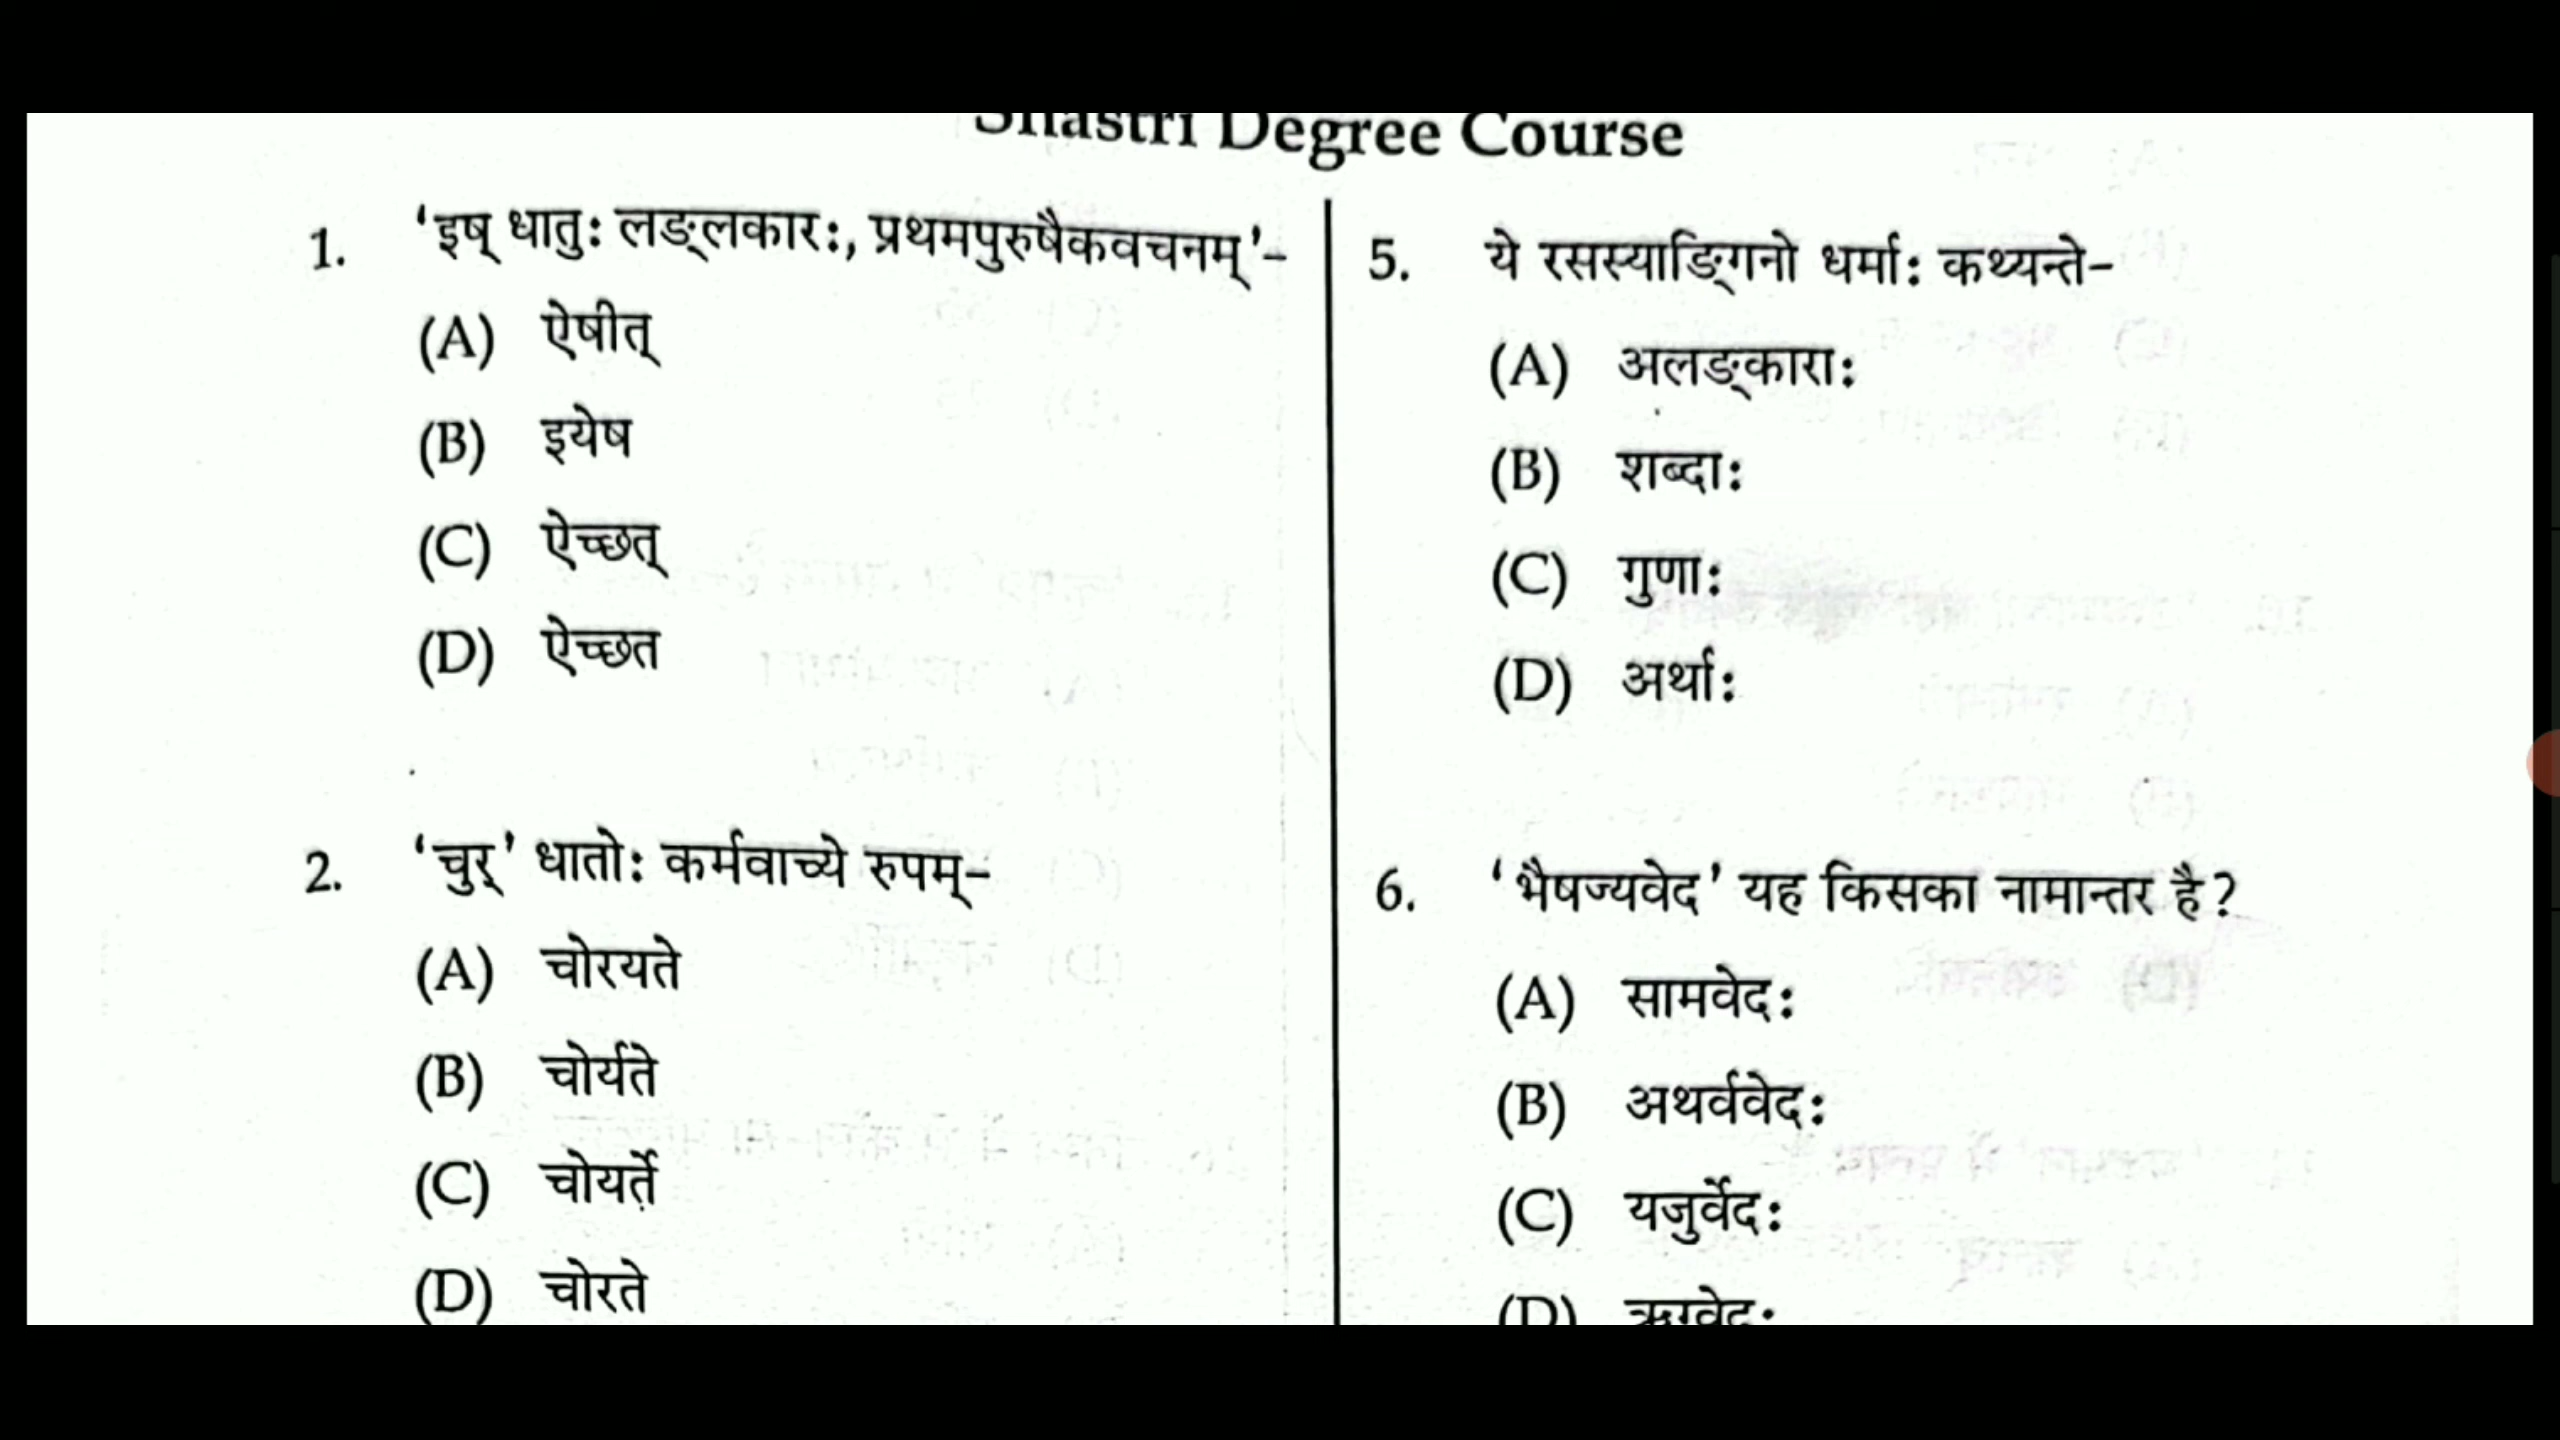 Shastri Degree Course
1. ‘इष् धातुः लङ्लकारः, प्रथमपुरुषैकवचनम्’-
(A) ऐषीत्
(B) इयेष
(C) ऐच्छत्
(D) ऐच्छत
2. ‘चुर्’ धातोः कर्मवाच्ये रुपम्-
(A) चोरयते
(B) चोर्यते
(C) चोयर्ते
(D) चोरते
5. ये रसस्याङ्गिनो धर्माः कथ्यन्ते-
(A) अलङ्काराः
(B) शब्दाः
(C) गुणाः
(D) अर्थाः
6. ‘भैषज्यवेद’ यह किसका नामान्तर है?
(A) सामवेदः
(B) अथर्ववेदः
(C) यजुर्वेदः
(D) ऋग्वेदः